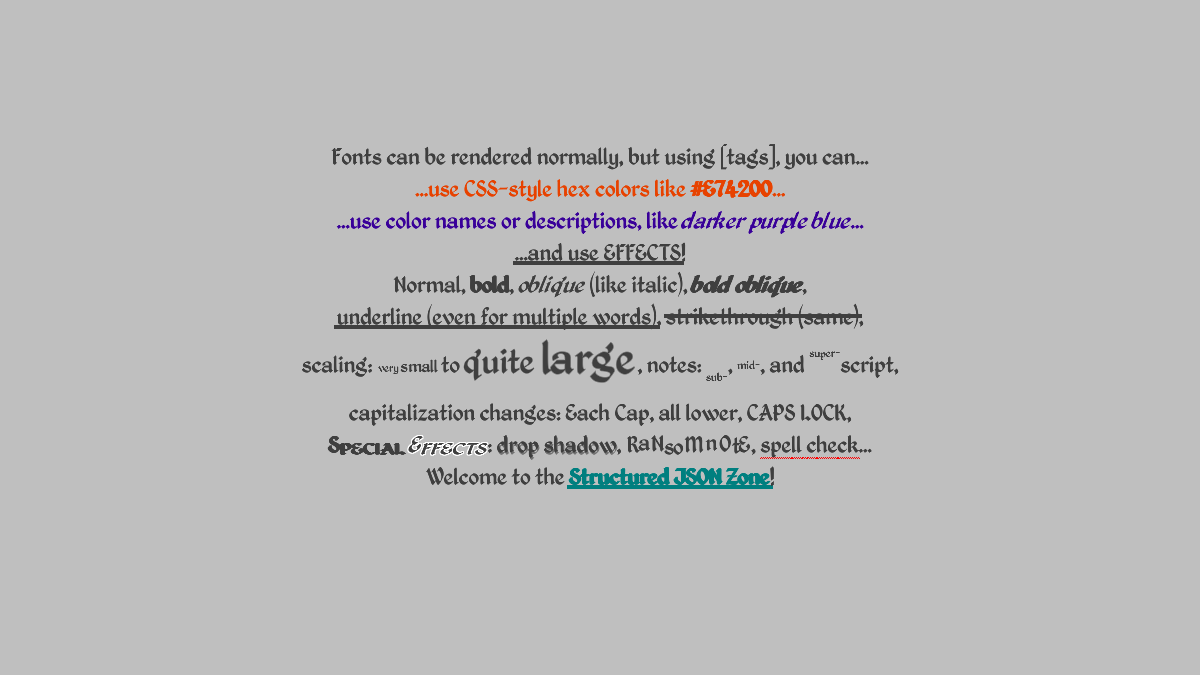 Fonts can be rendered normally, but using [tags], you can...
...use CSS-style hex colors like #E74200...
...use color names or descriptions, like darker purple blue...
...and use EFFECTS!
Normal, bold, oblique (like italic), bold oblique,
underline (even for multiple words), strikethrough (same),
scaling: very small to quite large, notes: sub-, mid-, and super-script,
capitalization changes: Each Cap, all lower, CAPS LOCK,
Special Effects: drop shadow, RaNsoMnOtE, spell check...
Welcome to the Structured JSON Zone!